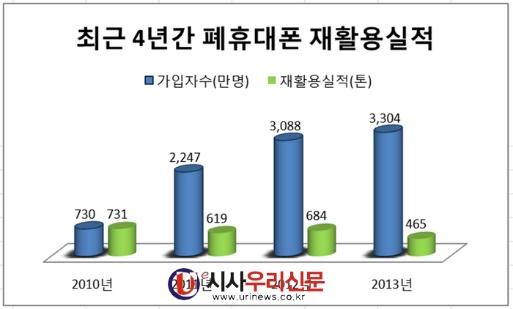 최근 4년간 폐휴대폰 재활용실적
가입자수(만명) 재활용실적(톤)
730 731 2,247 619 3,088 684 3,304 465
2010년 2013년
e시사우리신문
www.urinews.co.kr